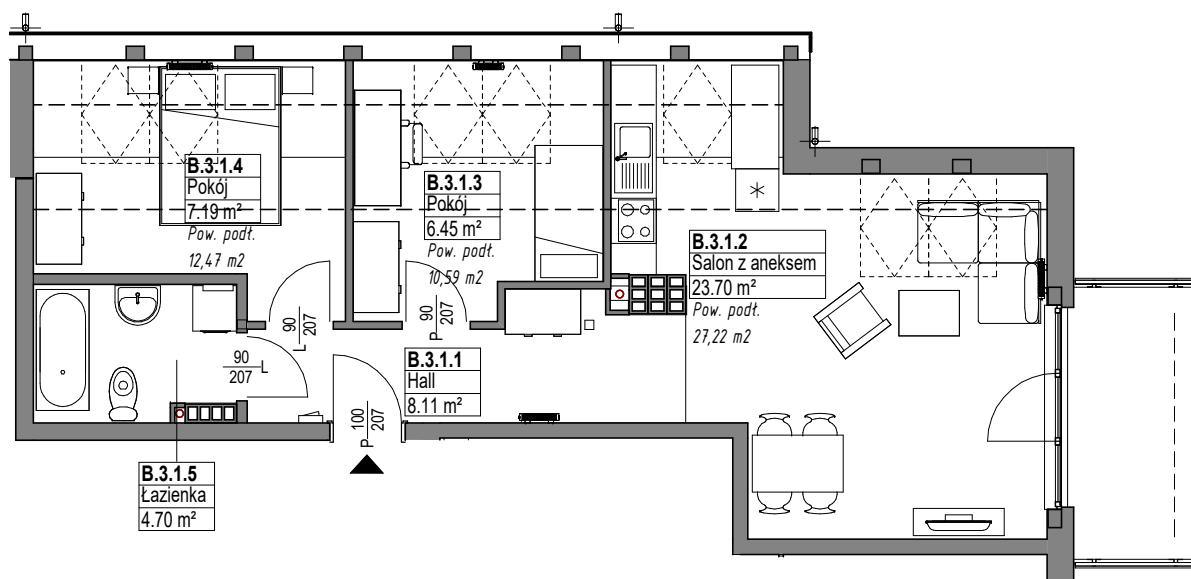 B.3.1.4
Pokój
7.19 m²
Pow. podł.
12,47 m2
B.3.1.3
Pokój
6.45 m²
Pow. podł.
10,59 m2
B.3.1.2
Salon z aneksem
23.70 m²
Pow. podł.
27,22 m2
B.3.1.1
Hall
8.11 m²
B.3.1.5
Łazienka
4.70 m²
90
207
L
90
207
L
90
207
P
100
207
P